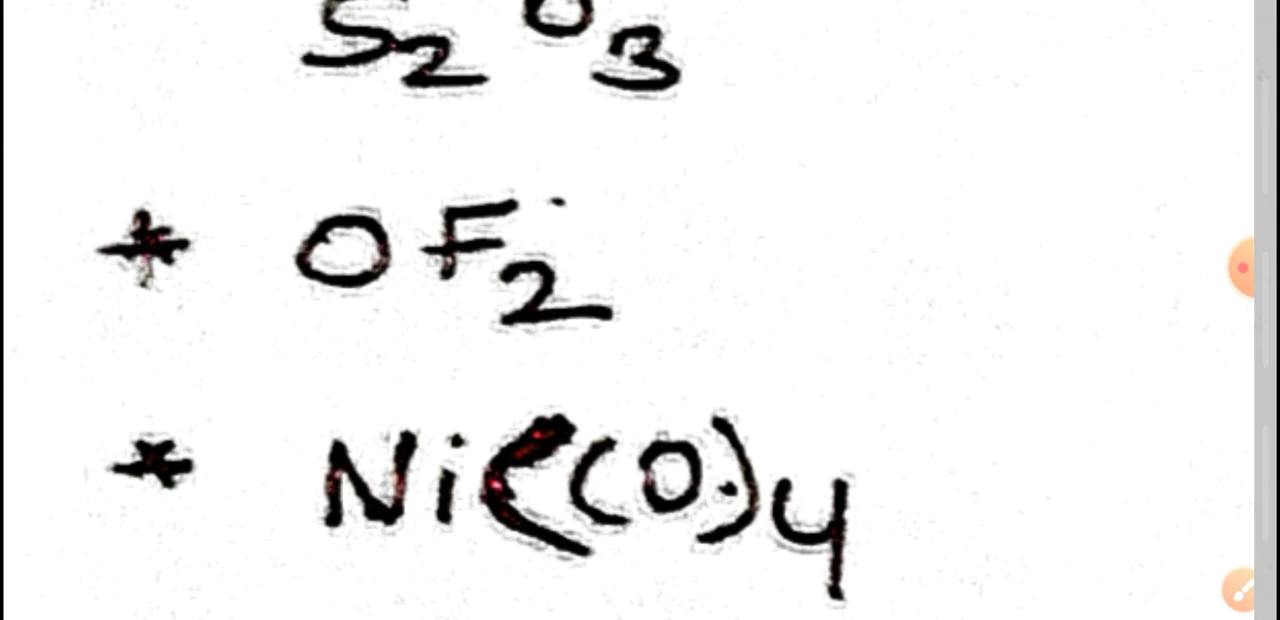 S₂O₃
* OF₂
* Ni(CO)₄